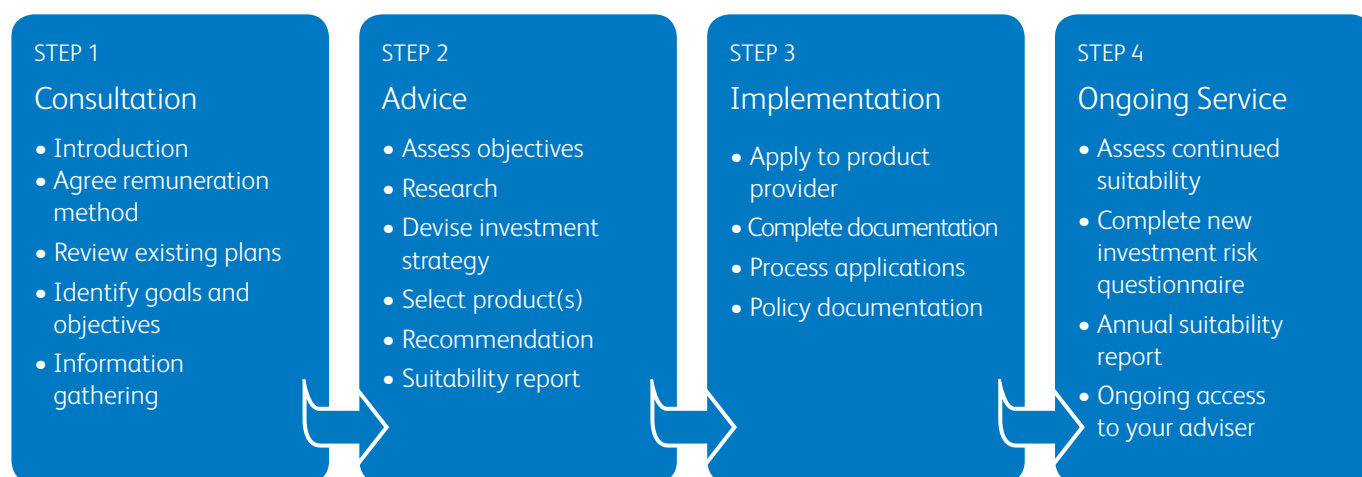 STEP 1
Consultation
• Introduction
• Agree remuneration
method
• Review existing plans
• Identify goals and
objectives
• Information
gathering
STEP 2
Advice
• Assess objectives
• Research
• Devise investment
strategy
• Select product(s)
• Recommendation
• Suitability report
STEP 3
Implementation
• Apply to product
provider
• Complete documentation
• Process applications
• Policy documentation
STEP 4
Ongoing Service
• Assess continued
suitability
• Complete new
investment risk
questionnaire
• Annual suitability
report
• Ongoing access
to your adviser